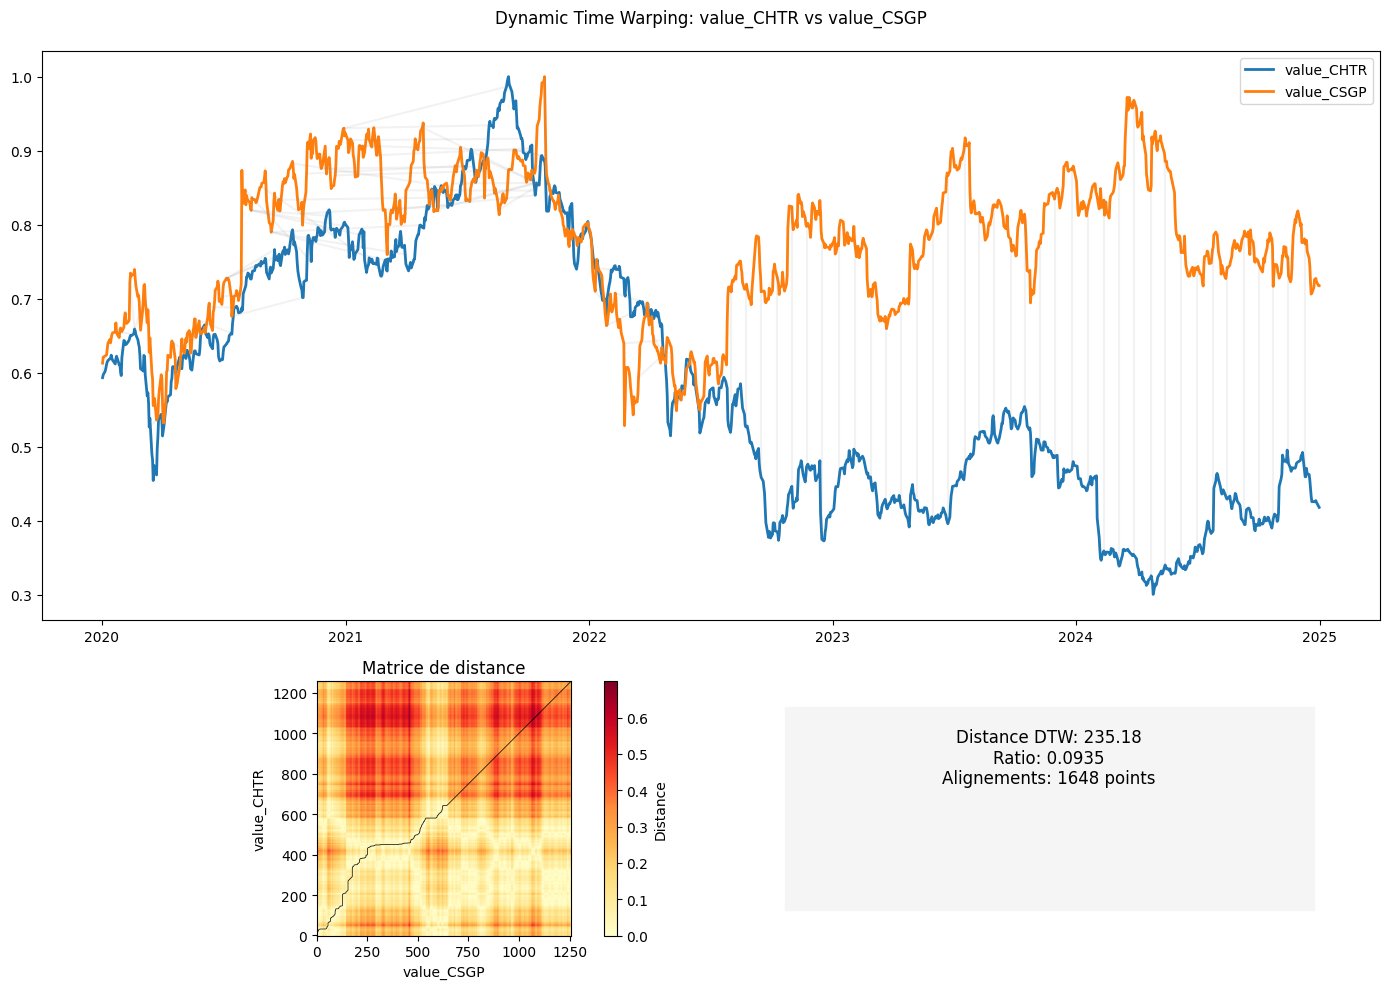 Dynamic Time Warping: value_CHTR vs value_CSGP
value_CHTR
value_CSGP
1.0
0.9
0.8
0.7
0.6
0.5
0.4
0.3
2020 2021 2022 2023 2024 2025
Matrice de distance
value_CHTR
1200
1000
800
600
400
200
0
0 250 500 750 1000 1250
value_CSGP
0.6
0.5
0.4
0.3
0.2
0.1
0.0
Distance
Distance DTW: 235.18
Ratio: 0.0935
Alignements: 1648 points